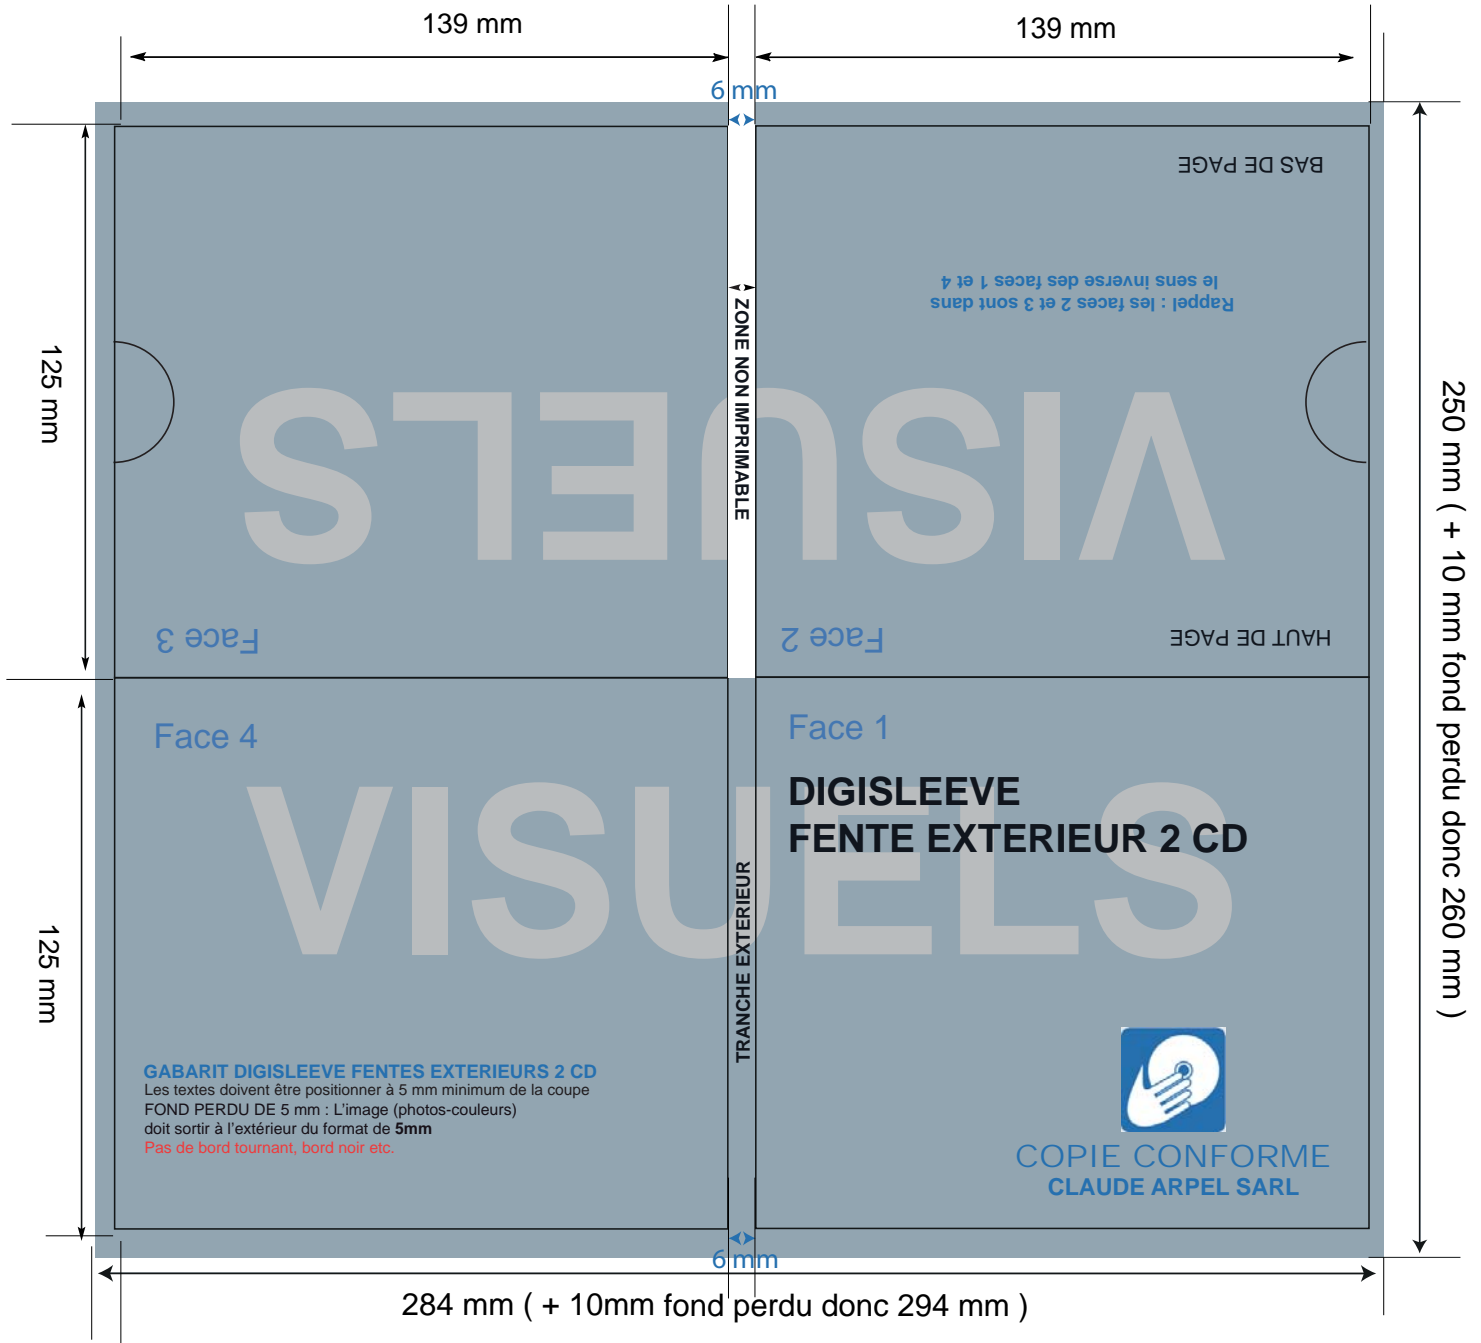 139 mm
139 mm
6 mm
BAS DE PAGE
Rappel : les faces 2 et 3 sont dans
le sens inverse des faces 1 et 4
ZONE NON IMPRIMABLE
125 mm
250 mm ( + 10 mm fond perdu donc 260 mm )
VISUELS
Face 3
Face 2
HAUT DE PAGE
Face 4
Face 1
DIGISLEEVE
FENTE EXTERIEUR 2 CD
VISUELS
TRANCHE EXTERIEUR
125 mm
GABARIT DIGISLEEVE FENTES EXTERIEURS 2 CD
Les textes doivent être positionner à 5 mm minimum de la coupe
FOND PERDU DE 5 mm : L'image (photos-couleurs)
doit sortir à l'extérieur du format de 5mm
Pas de bord tournant, bord noir etc.
COPIE CONFORME
CLAUDE ARPEL SARL
6 mm
284 mm ( + 10mm fond perdu donc 294 mm )